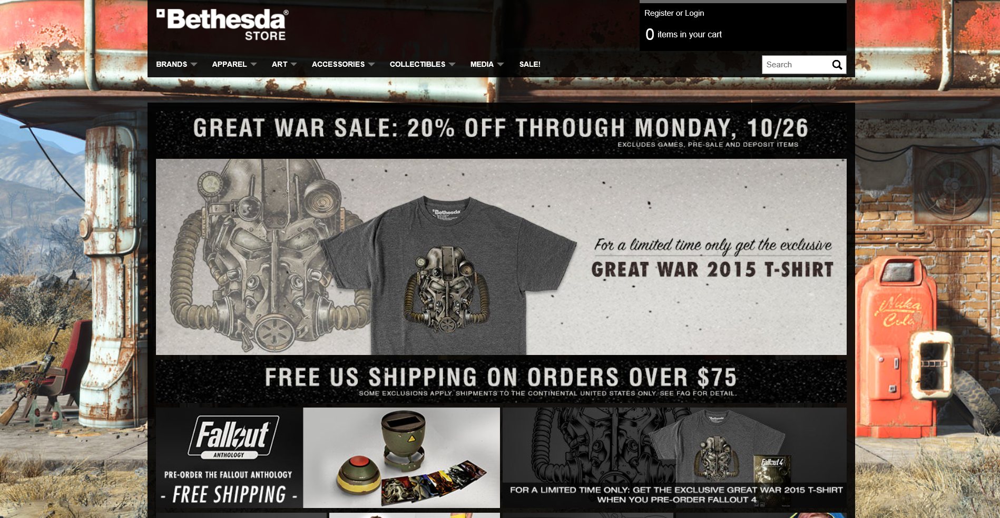 Bethesda®
STORE
Register or Login
0 items in your cart
BRANDS APPAREL ART ACCESSORIES COLLECTIBLES MEDIA SALE!
Search
GREAT WAR SALE: 20% OFF THROUGH MONDAY, 10/26
EXCLUDES GAMES, PRE-SALE AND DEPOSIT ITEMS
Bethesda
For a limited time only get the exclusive
GREAT WAR 2015 T-SHIRT
Nuka
Cola
FREE US SHIPPING ON ORDERS OVER $75
SOME EXCLUSIONS APPLY. SHIPMENTS TO THE CONTINENTAL UNITED STATES ONLY. SEE FAQ FOR DETAIL.
Fallout
ANTHOLOGY
PRE-ORDER THE FALLOUT ANTHOLOGY
- FREE SHIPPING -
Bethesda
Fallout 4
FOR A LIMITED TIME ONLY: GET THE EXCLUSIVE GREAT WAR 2015 T-SHIRT
WHEN YOU PRE-ORDER FALLOUT 4